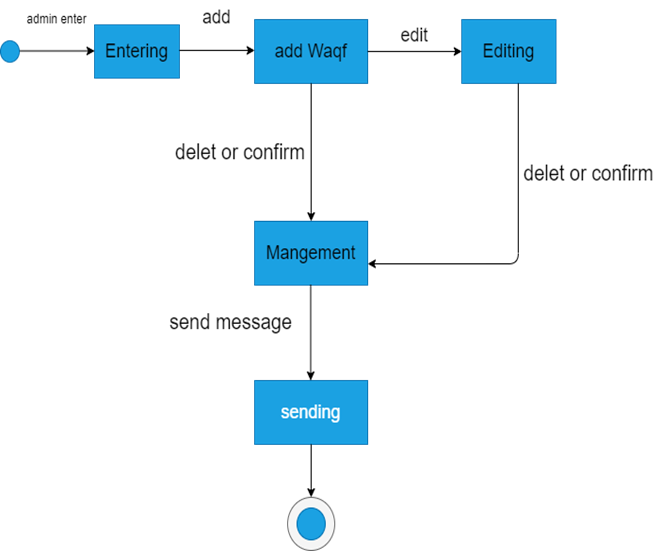 admin enter
add
Entering
add Waqf
edit
Editing
delet or confirm
delet or confirm
Mangement
send message
sending